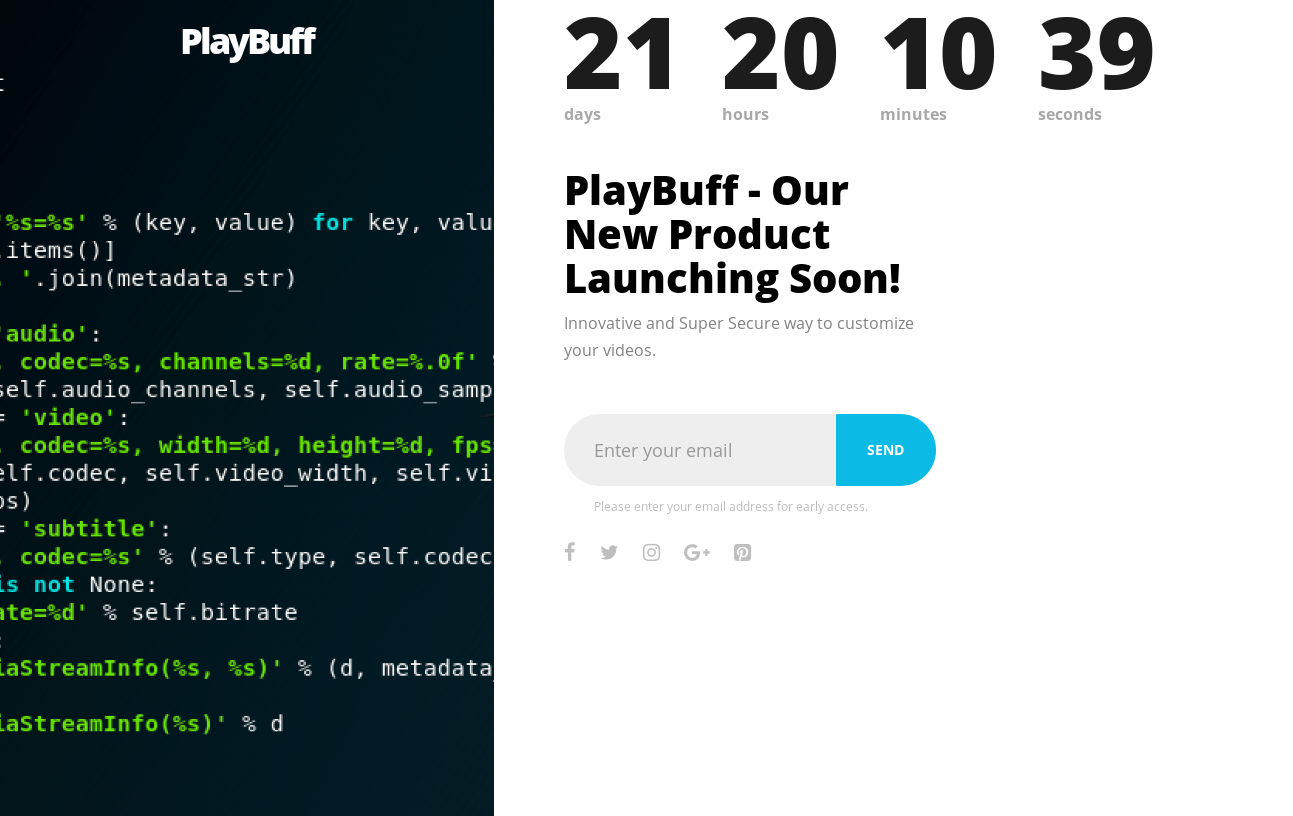 PlayBuff
'%s=%s' % (key, value) for key, valu
.items()]
'.join(metadata_str)
'audio':
codec=%s, channels=%d, rate=%.0f'
self.audio_channels, self.audio_samp
= 'video':
codec=%s, width=%d, height=%d, fps
elf.codec, self.video_width, self.vi
ps)
= 'subtitle':
codec=%s' % (self.type, self.codec
is not None:
ate=%d' % self.bitrate
iaStreamInfo(%s, %s)' % (d, metadata_
iaStreamInfo(%s)' % d
21 20 10 39
days hours minutes seconds
PlayBuff - Our
New Product
Launching Soon!
Innovative and Super Secure way to customize
your videos.
Enter your email SEND
Please enter your email address for early access.